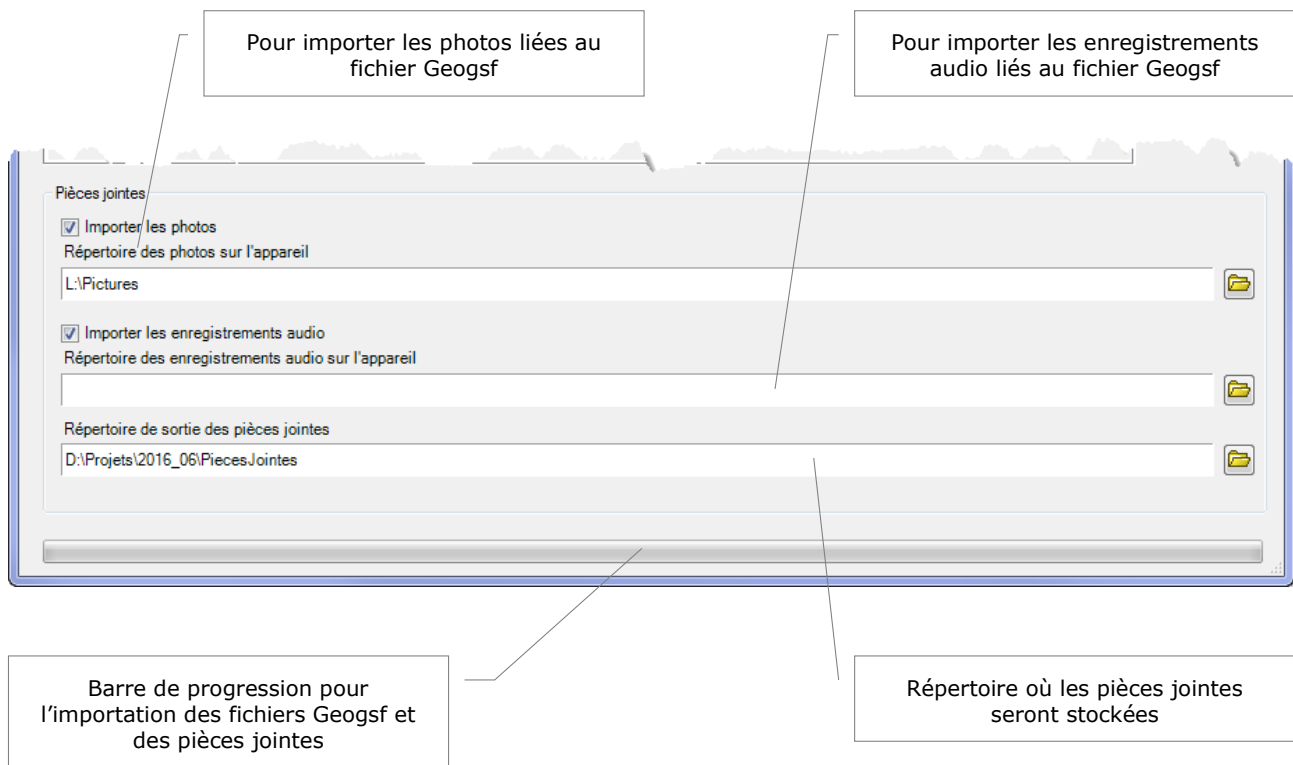 Pour importer les photos liées au
fichier Geogsf
Pour importer les enregistrements
audio liés au fichier Geogsf
Pièces jointes
Importer les photos
Répertoire des photos sur l'appareil
L:\Pictures
Importer les enregistrements audio
Répertoire des enregistrements audio sur l'appareil
Répertoire de sortie des pièces jointes
D:\Projets\2016_06\PiecesJointes
Barre de progression pour
l’importation des fichiers Geogsf et
des pièces jointes
Répertoire où les pièces jointes
seront stockées